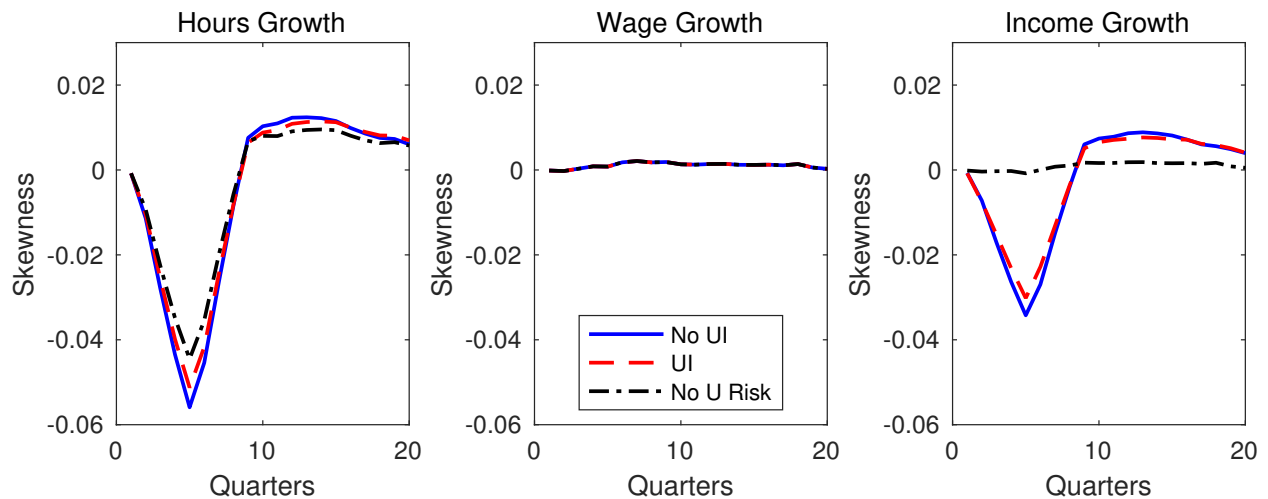 Hours Growth
Wage Growth
Income Growth
0.02
0
-0.02
-0.04
-0.06
Skewness
0
10
20
Quarters
0.02
0
-0.02
-0.04
-0.06
Skewness
0
10
20
Quarters
No UI
UI
No U Risk
0.02
0
-0.02
-0.04
-0.06
Skewness
0
10
20
Quarters